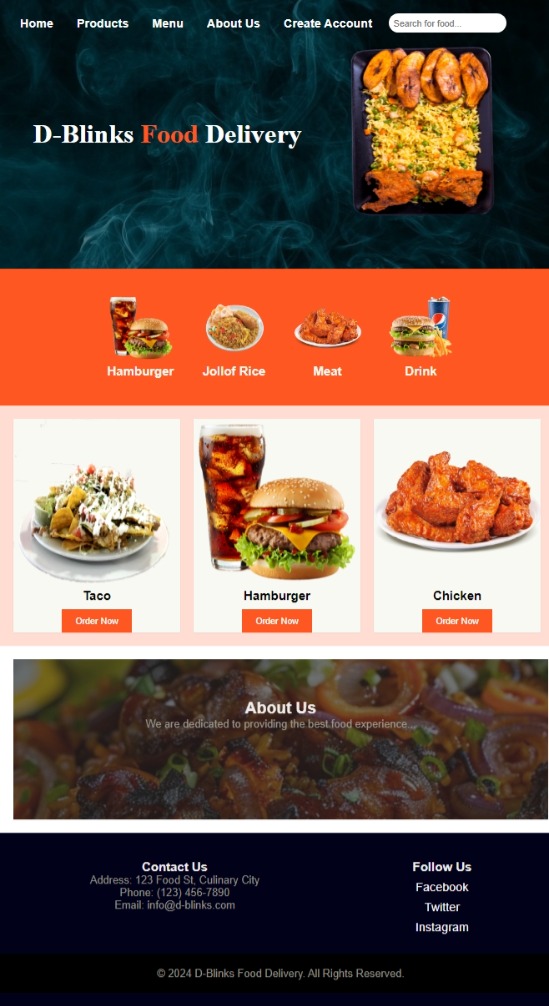 Home Products Menu About Us Create Account Search for food...
D-Blinks Food Delivery
Hamburger Jollof Rice Meat Drink
Taco Hamburger Chicken
Order Now Order Now Order Now
About Us
We are dedicated to providing the best food experience...
Contact Us
Address: 123 Food St, Culinary City
Phone: (123) 456-7890
Email: info@d-blinks.com
Follow Us
Facebook
Twitter
Instagram
© 2024 D-Blinks Food Delivery. All Rights Reserved.